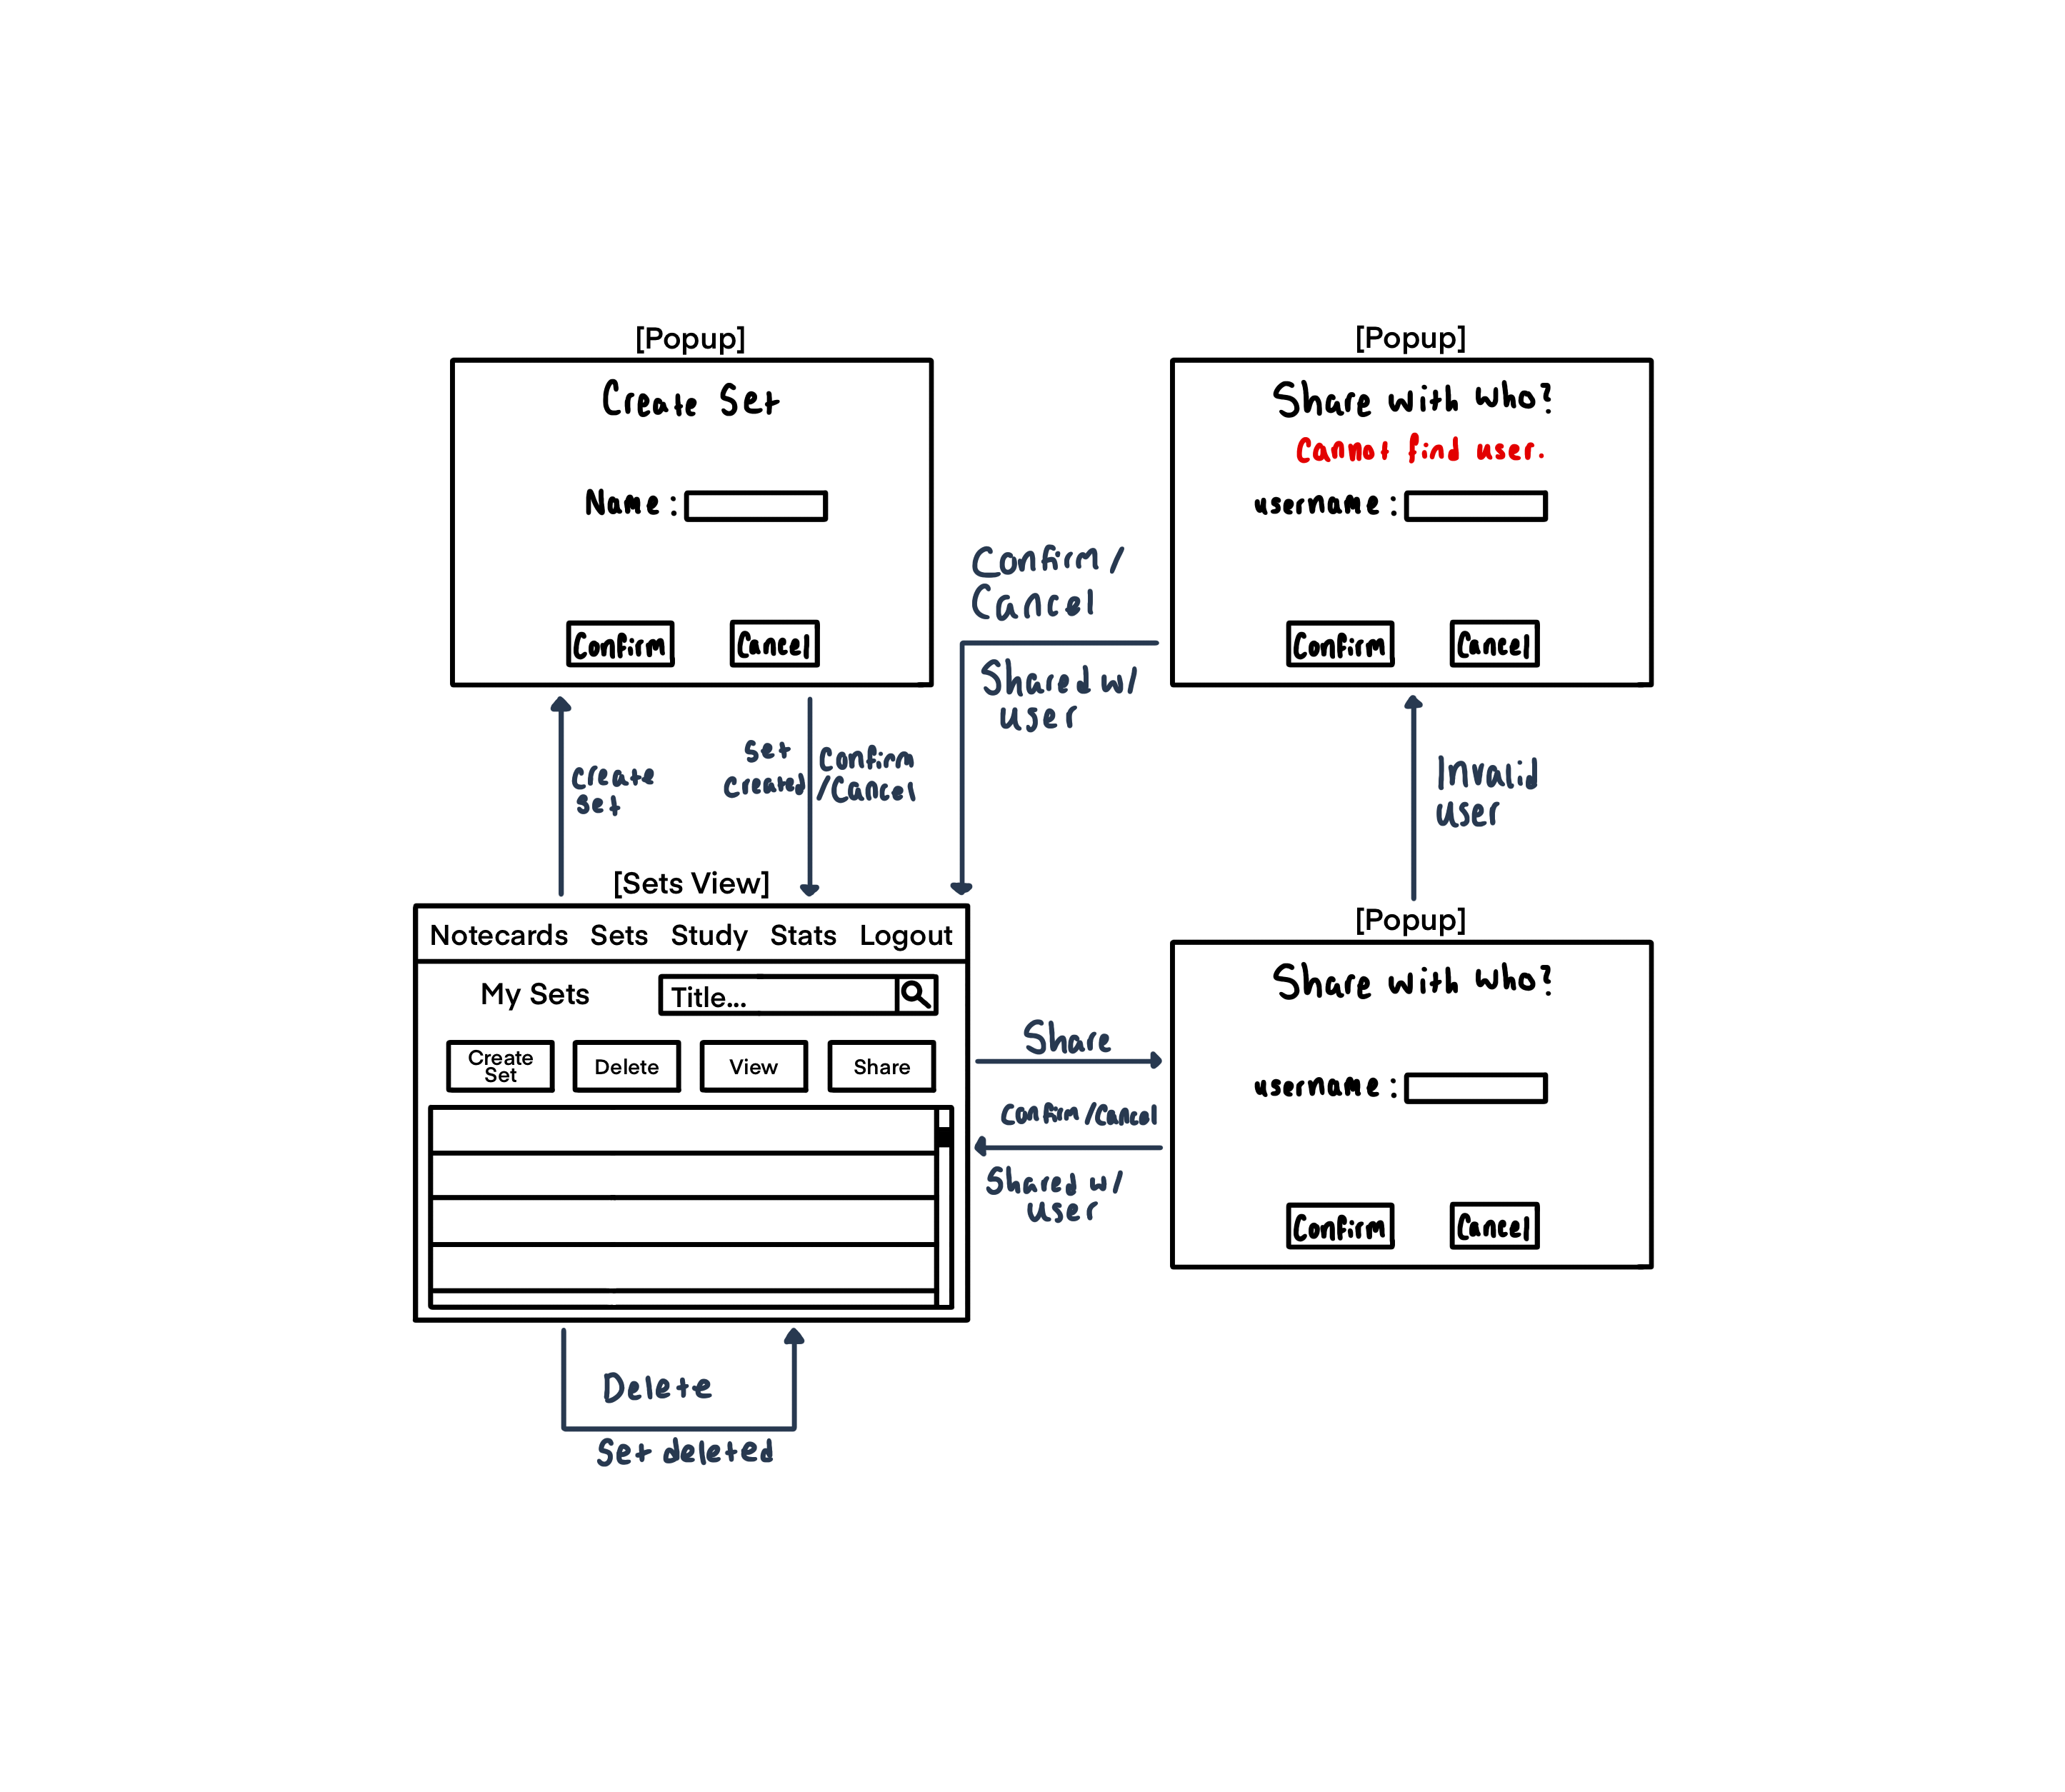 [Popup]
Create Set
Name :
Confirm
Cancel
[Popup]
Share with who?
Cannot find user.
username :
Confirm
Cancel
Confirm/
Cancel
Shared w/
user
create
set
set
created
Confirm
/Cancel
Invalid
user
[Sets View]
Notecards Sets Study Stats Logout
My Sets
Title...
Create
Set
Delete
View
Share
Share
Confirm/Cancel
Shared w/
user
[Popup]
Share with who?
username :
Confirm
Cancel
Delete
Set deleted